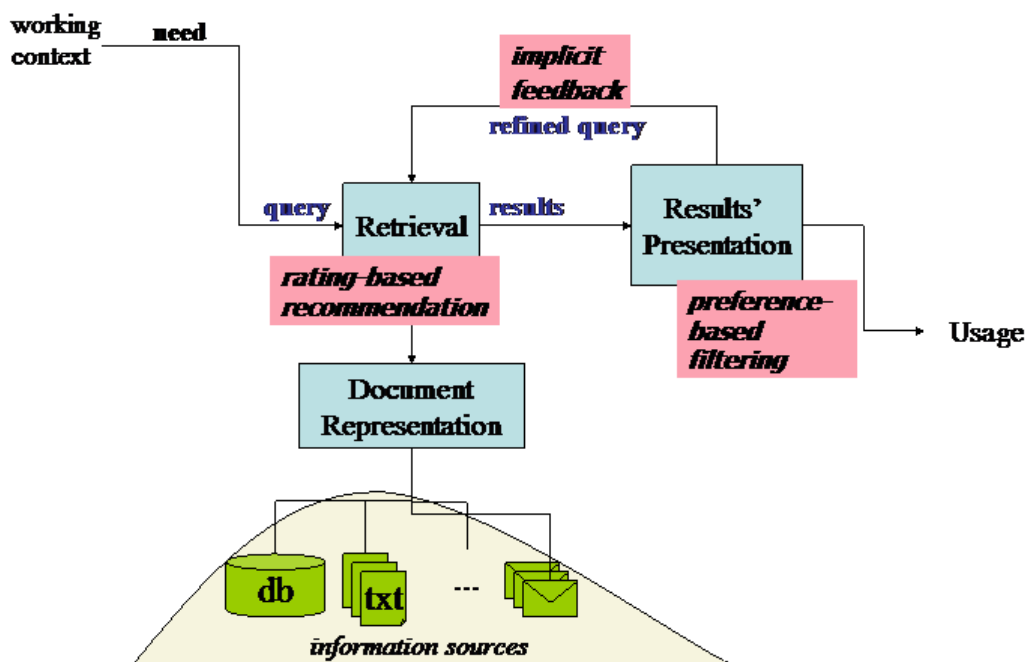 working
context
need
implicit
feedback
refined query
query
Retrieval
results
Results’
Presentation
rating-based
recommendation
preference-
based
filtering
Usage
Document
Representation
db
txt
...
information sources